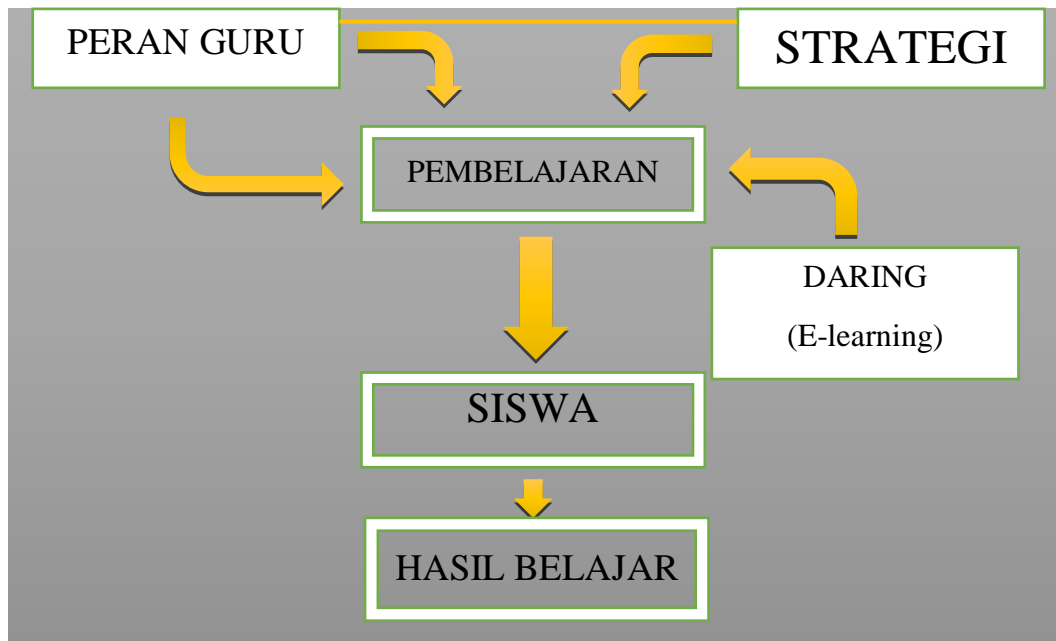 PERAN GURU
STRATEGI
PEMBELAJARAN
DARING
(E-learning)
SISWA
HASIL BELAJAR